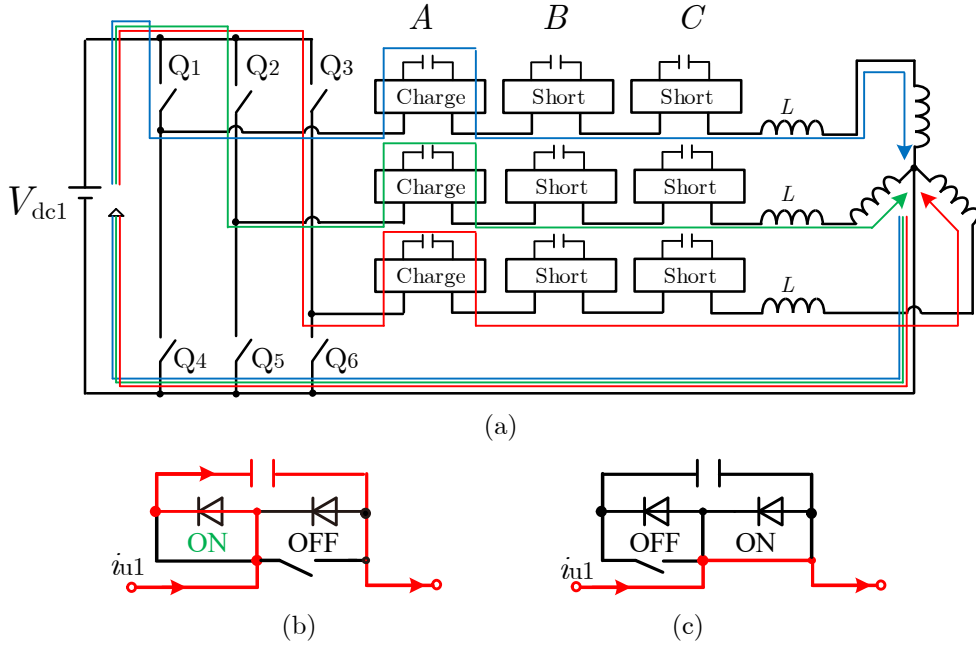 A B C
Q1 Q2 Q3
Charge Short Short L
V_dc1
Charge Short Short L
Charge Short Short L
Q4 Q5 Q6
(a)
ON OFF
i_u1
(b)
OFF ON
i_u1
(c)